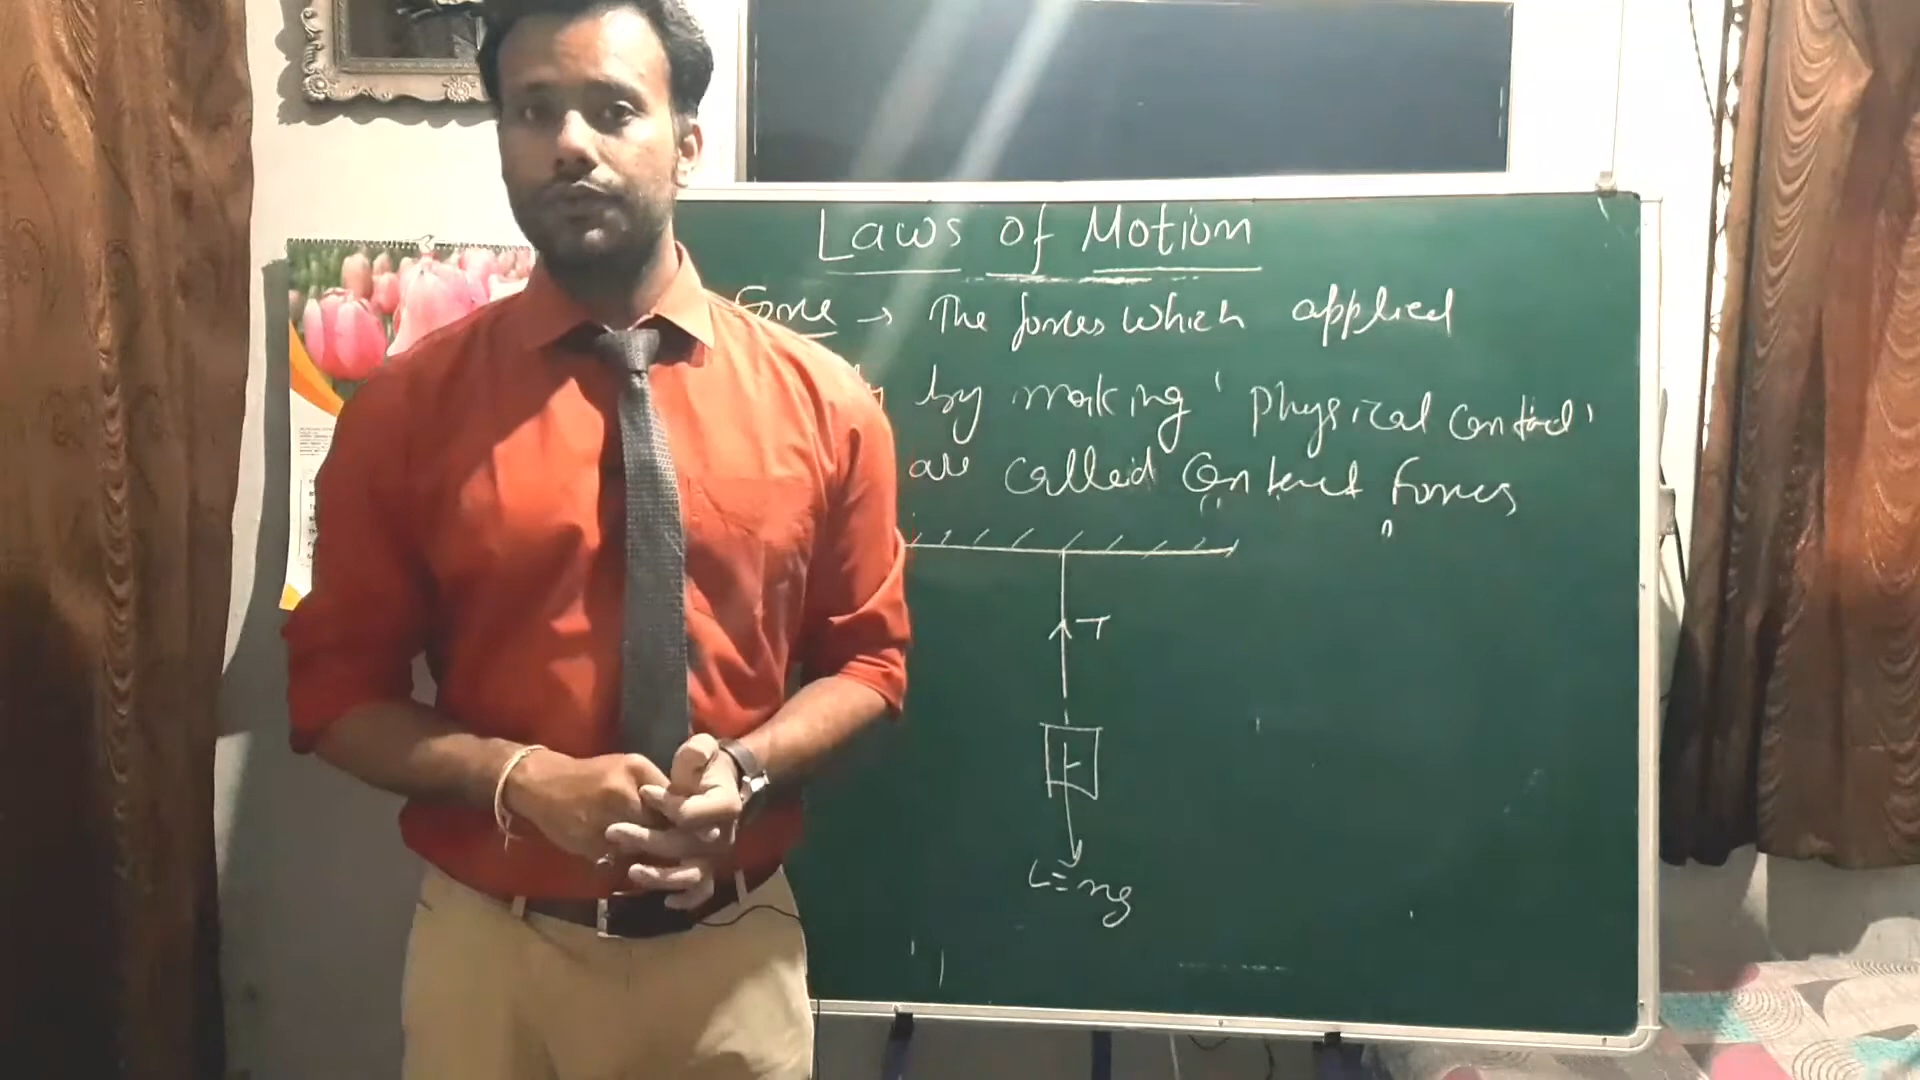 Laws of Motion
Force → The forces which applied
by making 'Physical Contact'
are called Contact Forces
T
mg